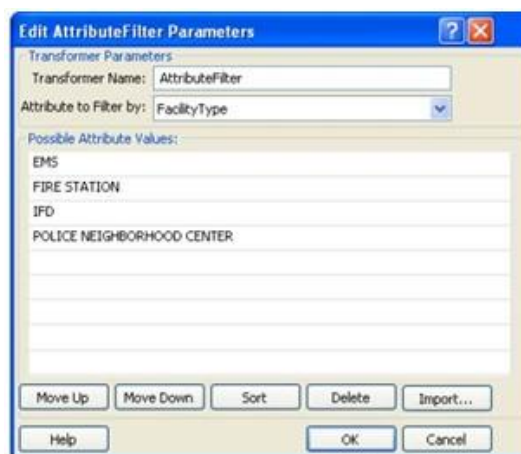 Edit AttributeFilter Parameters
Transformer Parameters
Transformer Name: AttributeFilter
Attribute to Filter by: FacilityType
Possible Attribute Values:
EMS
FIRE STATION
IFD
POLICE NEIGHBORHOOD CENTER
Move Up Move Down Sort Delete Import...
Help OK Cancel